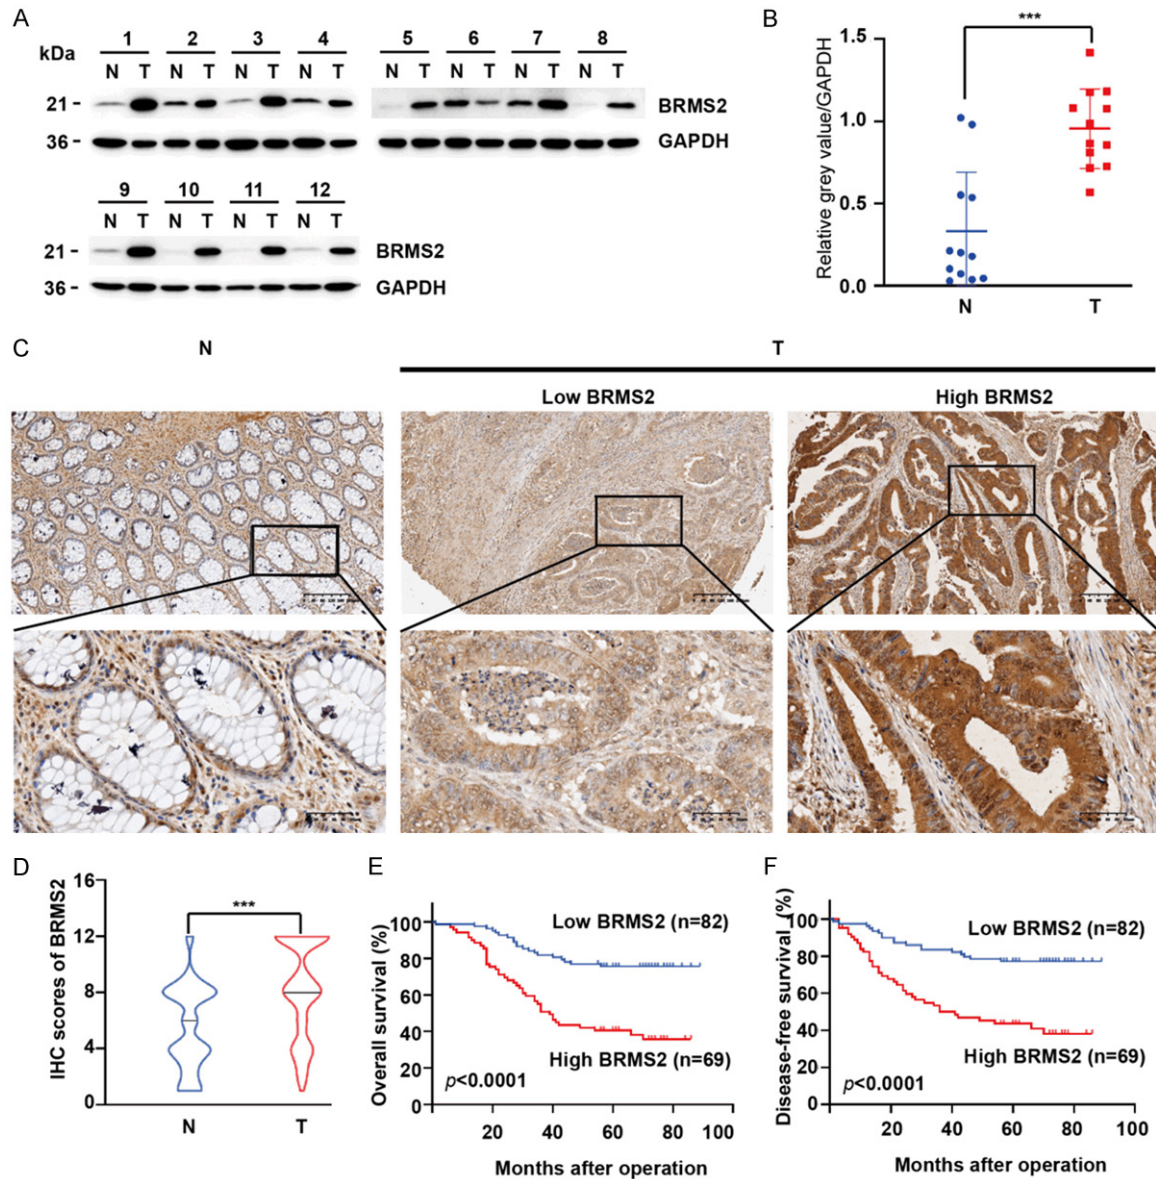 A
kDa
1 2 3 4
N T N T N T N T
21 -
36 -
5 6 7 8
N T N T N T N T
BRMS2
GAPDH
9 10 11 12
N T N T N T N T
21 -
BRMS2
36 -
GAPDH
B
***
Relative grey value/GAPDH
1.5
1.0
0.5
0.0
N T
C
N
T
Low BRMS2
High BRMS2
D
IHC scores of BRMS2
16
12
8
4
0
***
N T
E
Overall survival (%)
100
80
60
40
20
0
Low BRMS2 (n=82)
High BRMS2 (n=69)
p<0.0001
20 40 60 80 100
Months after operation
F
Disease-free survival (%)
100
80
60
40
20
0
Low BRMS2 (n=82)
High BRMS2 (n=69)
p<0.0001
20 40 60 80 100
Months after operation